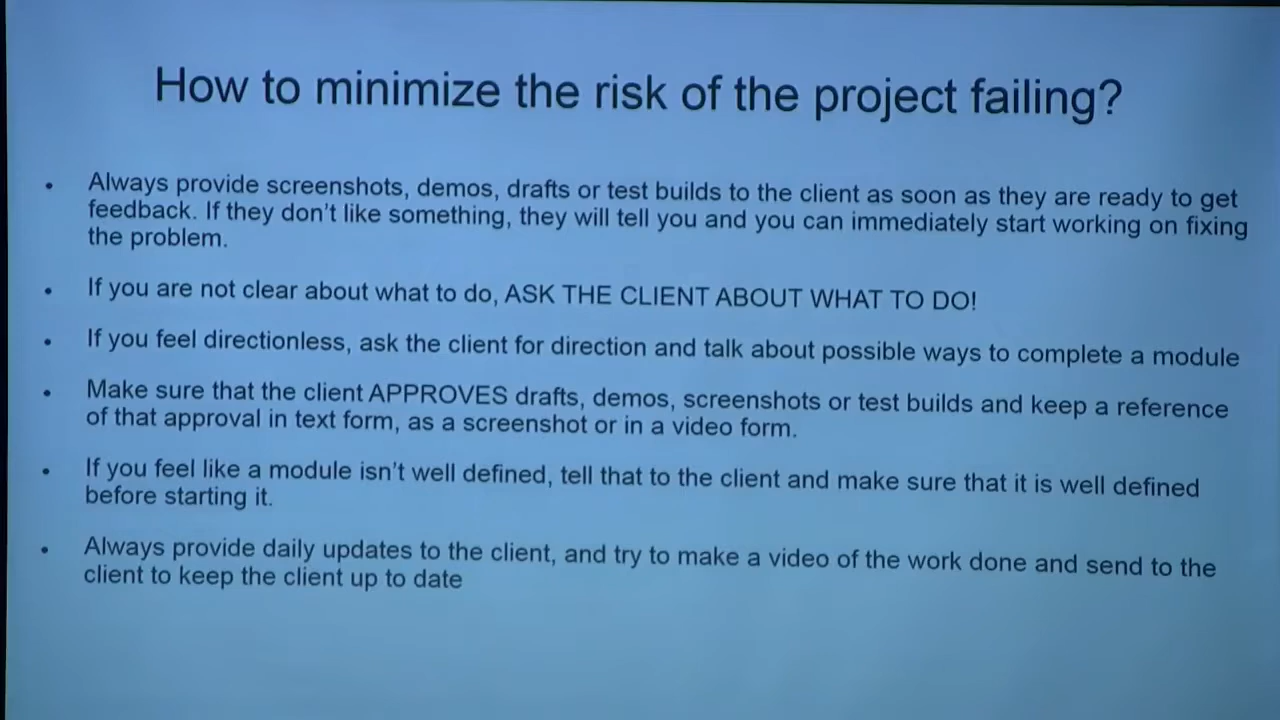 How to minimize the risk of the project failing?
• Always provide screenshots, demos, drafts or test builds to the client as soon as they are ready to get
feedback. If they don't like something, they will tell you and you can immediately start working on fixing
the problem.
• If you are not clear about what to do, ASK THE CLIENT ABOUT WHAT TO DO!
• If you feel directionless, ask the client for direction and talk about possible ways to complete a module
• Make sure that the client APPROVES drafts, demos, screenshots or test builds and keep a reference
of that approval in text form, as a screenshot or in a video form.
• If you feel like a module isn't well defined, tell that to the client and make sure that it is well defined
before starting it.
• Always provide daily updates to the client, and try to make a video of the work done and send to the
client to keep the client up to date